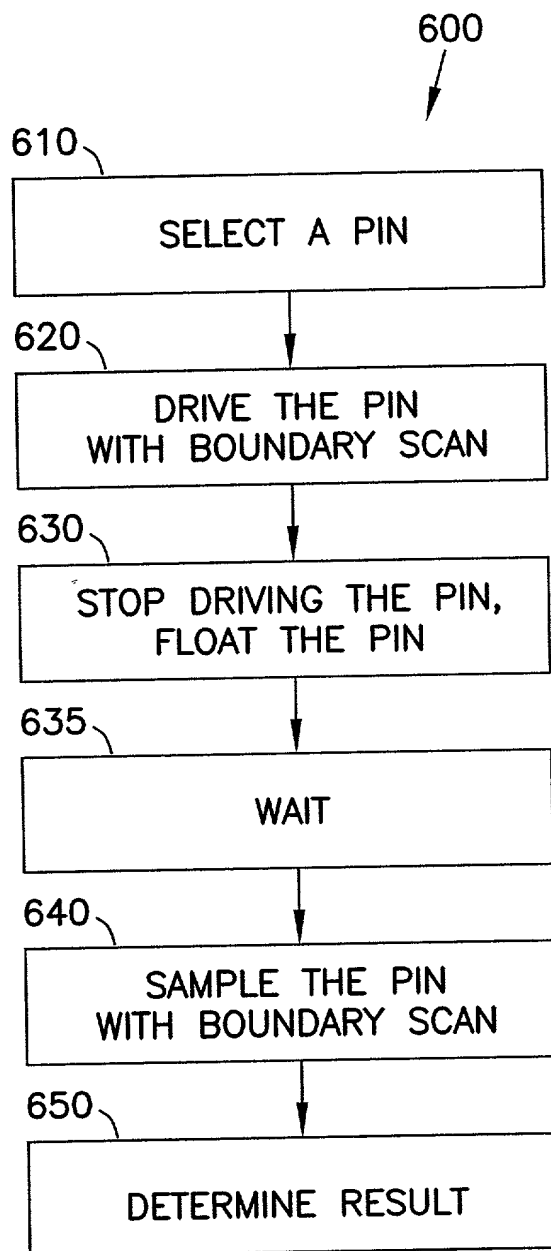 600
610
SELECT A PIN
620
DRIVE THE PIN
WITH BOUNDARY SCAN
630
STOP DRIVING THE PIN,
FLOAT THE PIN
635
WAIT
640
SAMPLE THE PIN
WITH BOUNDARY SCAN
650
DETERMINE RESULT